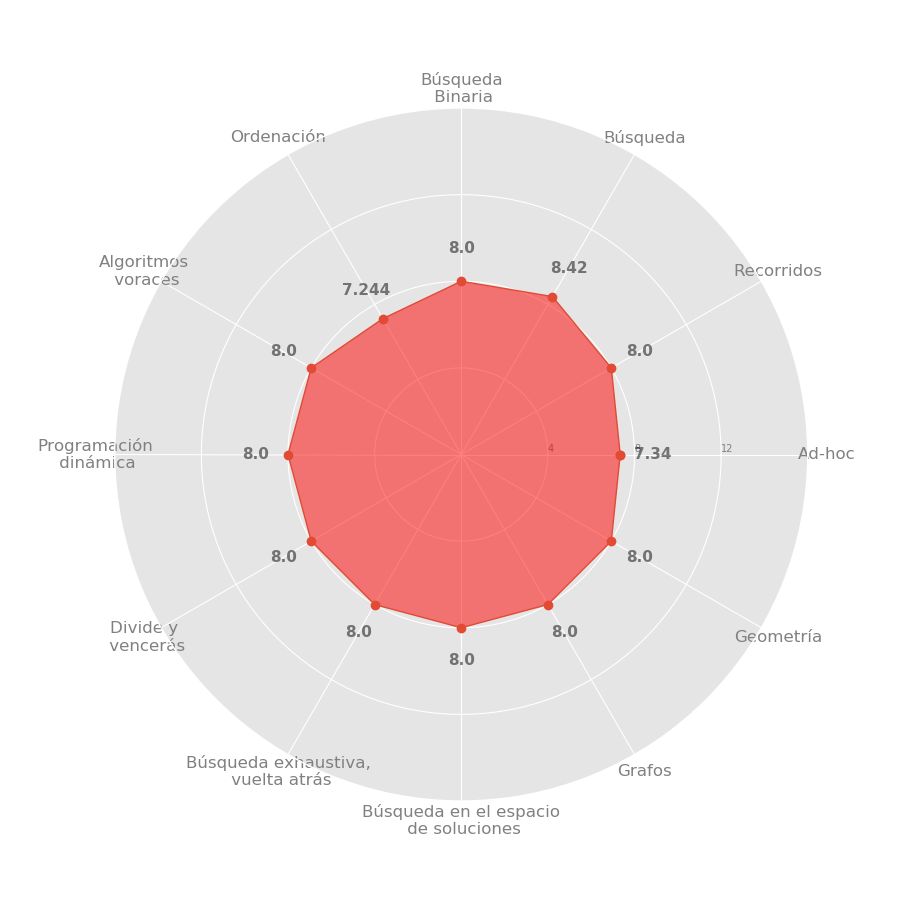 Búsqueda
Binaria
Ordenación
Búsqueda
8.0
8.42
Algoritmos
voraces
Recorridos
7.244
8.0
8.0
Programación
dinámica
8.0
4
8
7.34
12
Ad-hoc
8.0
8.0
Divide y
vencerás
8.0
8.0
Geometría
8.0
Búsqueda exhaustiva,
vuelta atrás
Grafos
Búsqueda en el espacio
de soluciones